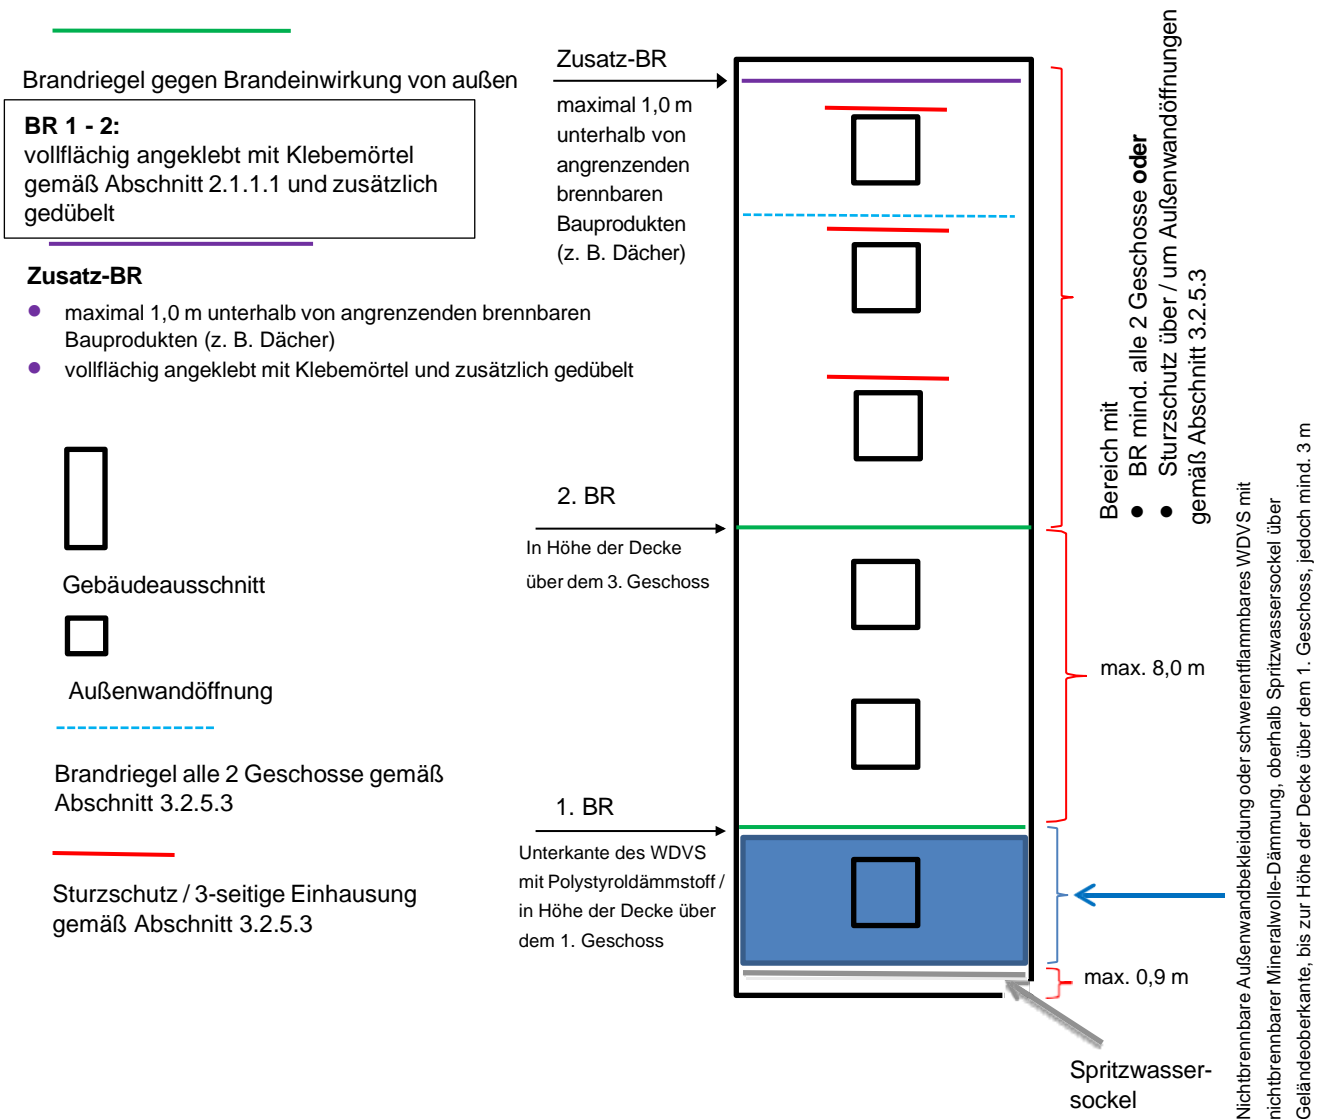 Brandriegel gegen Brandeinwirkung von außen
BR 1 - 2:
vollflächig angeklebt mit Klebemörtel
gemäß Abschnitt 2.1.1.1 und zusätzlich
gedübelt
Zusatz-BR
● maximal 1,0 m unterhalb von angrenzenden brennbaren
Bauprodukten (z. B. Dächer)
● vollflächig angeklebt mit Klebemörtel und zusätzlich gedübelt
Gebäudeausschnitt
Außenwandöffnung
Brandriegel alle 2 Geschosse gemäß
Abschnitt 3.2.5.3
Sturzschutz / 3-seitige Einhausung
gemäß Abschnitt 3.2.5.3
Zusatz-BR
maximal 1,0 m
unterhalb von
angrenzenden
brennbaren
Bauprodukten
(z. B. Dächer)
2. BR
In Höhe der Decke
über dem 3. Geschoss
1. BR
Unterkante des WDVS
mit Polystyroldämmstoff /
in Höhe der Decke über
dem 1. Geschoss
Bereich mit
● BR mind. alle 2 Geschosse oder
● Sturzschutz über / um Außenwandöffnungen
gemäß Abschnitt 3.2.5.3
max. 8,0 m
max. 0,9 m
Spritzwasser-
sockel
Nichtbrennbare Außenwandbekleidung oder schwerentflammbares WDVS mit
nichtbrennbarer Mineralwolle-Dämmung, oberhalb Spritzwassersockel über
Geländeoberkante, bis zur Höhe der Decke über dem 1. Geschoss, jedoch mind. 3 m